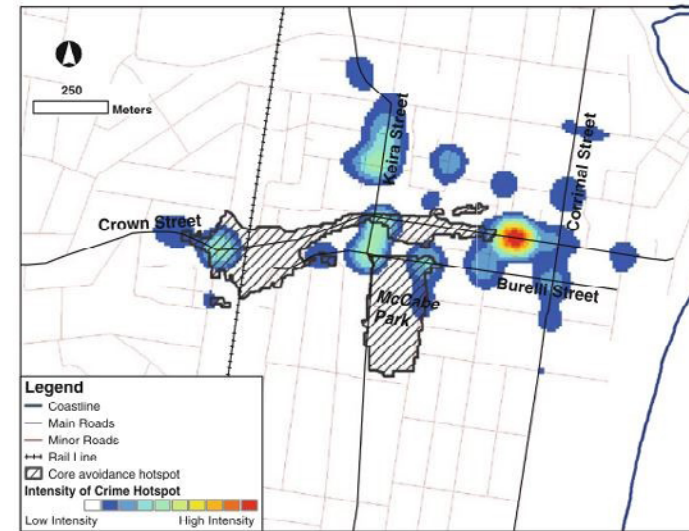 250
Meters
Keira Street
Corrimal Street
Crown Street
Burelli Street
McCabe
Park
Legend
Coastline
Main Roads
Minor Roads
Rail Line
Core avoidance hotspot
Intensity of Crime Hotspot
Low Intensity High Intensity